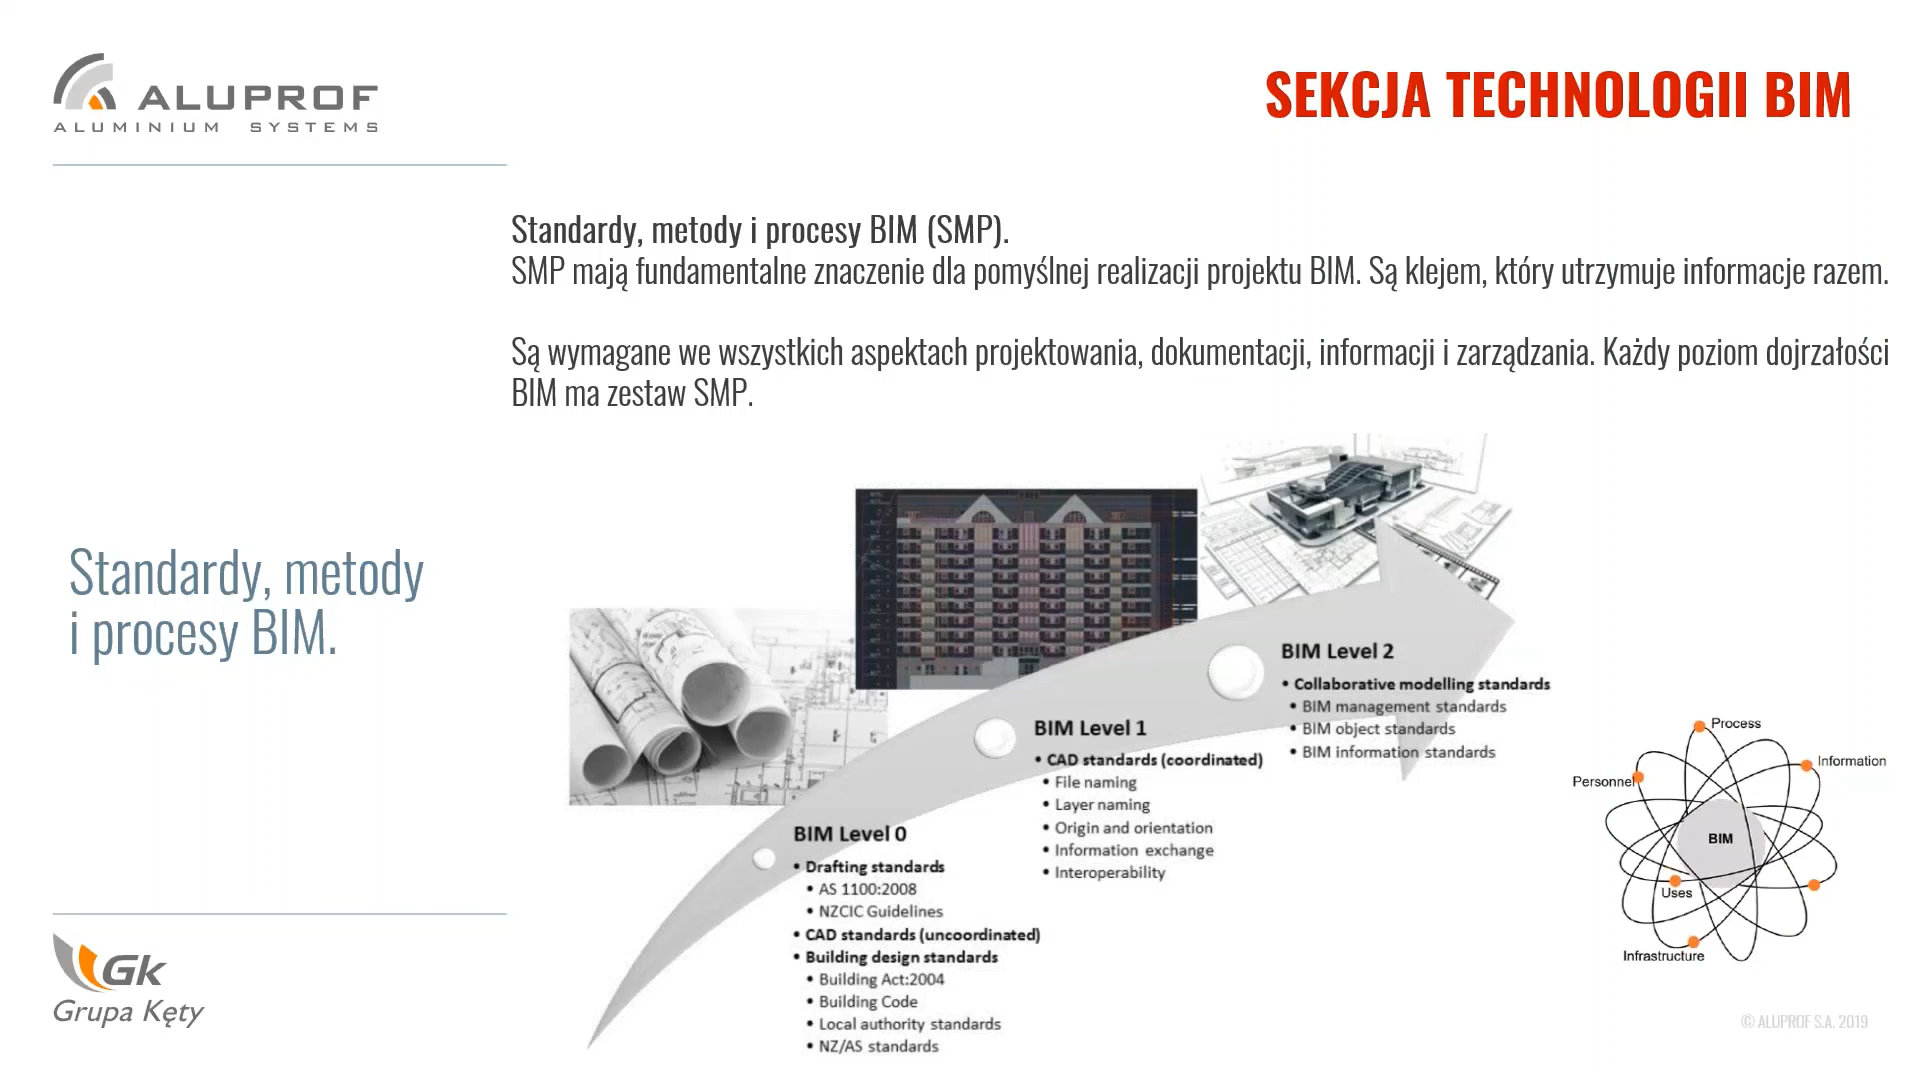 ALUPROF
ALUMINIUM SYSTEMS
SEKCJA TECHNOLOGII BIM
Standardy, metody i procesy BIM (SMP).
SMP mają fundamentalne znaczenie dla pomyślnej realizacji projektu BIM. Są klejem, który utrzymuje informacje razem.
Są wymagane we wszystkich aspektach projektowania, dokumentacji, informacji i zarządzania. Każdy poziom dojrzałości
BIM ma zestaw SMP.
Standardy, metody
i procesy BIM.
BIM Level 0
• Drafting standards
• AS 1100:2008
• NZCIC Guidelines
• CAD standards (uncoordinated)
• Building design standards
• Building Act:2004
• Building Code
• Local authority standards
• NZ/AS standards
BIM Level 1
• CAD standards (coordinated)
• File naming
• Layer naming
• Origin and orientation
• Information exchange
• Interoperability
BIM Level 2
• Collaborative modelling standards
• BIM management standards
• BIM object standards
• BIM information standards
Process
Information
Personnel
BIM
Uses
Infrastructure
Gk
Grupa Kęty
© ALUPROF S.A. 2019